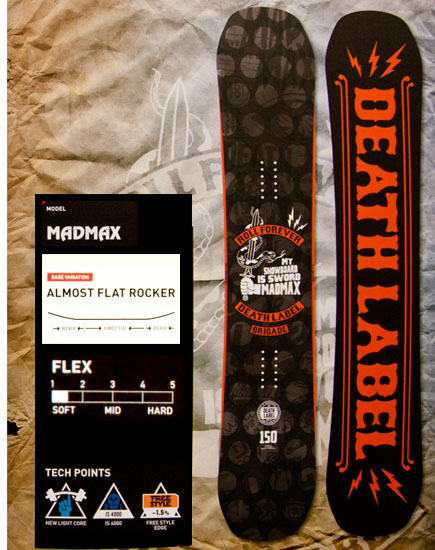 MODEL
MADMAX
BASE VARIATION
ALMOST FLAT ROCKER
ROCKER ALMOST FLAT ROCKER
FLEX
1 2 3 4 5
SOFT MID HARD
TECH POINTS
IS 4000
FREE STYLE
-1.5%
NEW LIGHT CORE
IS 4000
FREE STYLE
EDGE
ROLL FOREVER
MY
SNOWBOARD
IS SWORD
MADMAX
DEATH LABEL
BRIGADE
DEATH
LABEL
150
DEATH LABEL